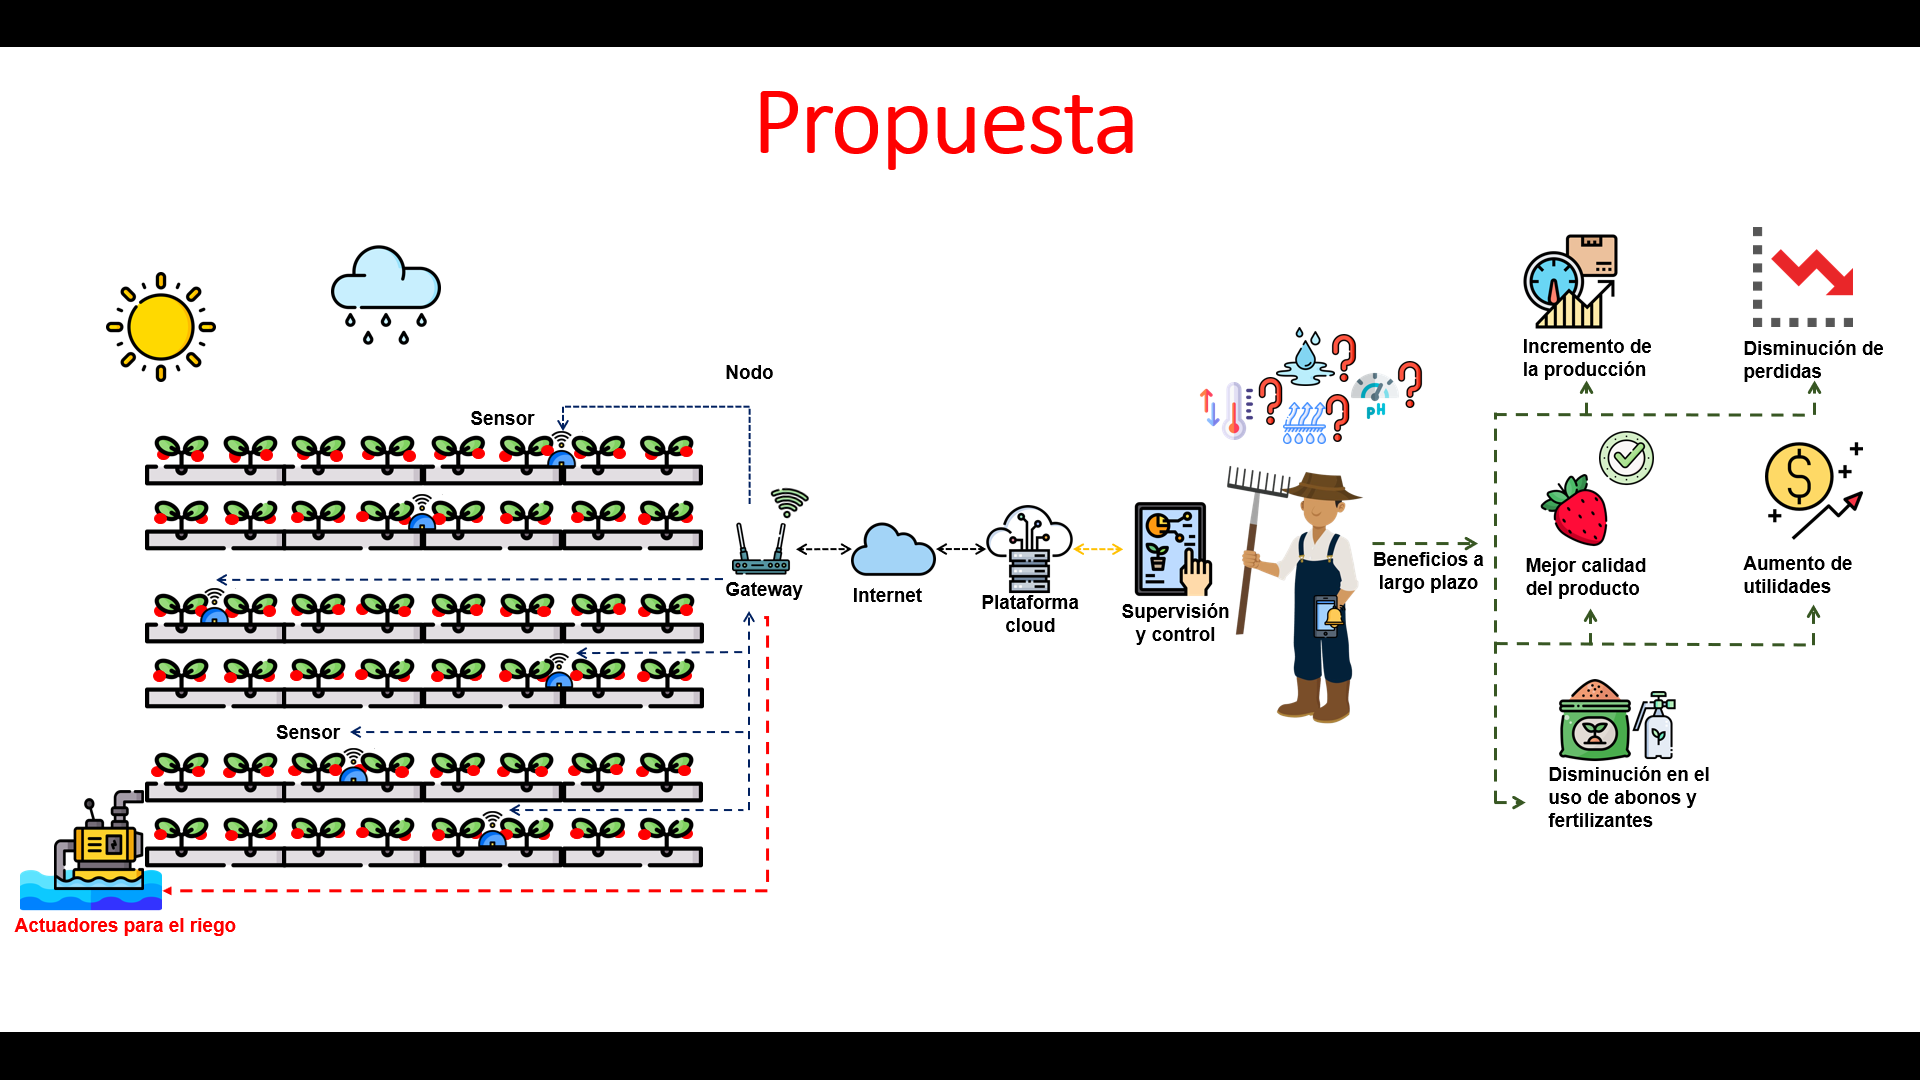 Propuesta
Nodo
Sensor
Sensor
Gateway
Internet
Plataforma
cloud
Supervisión
y control
pH
Beneficios a
largo plazo
Incremento de
la producción
Disminución de
perdidas
Mejor calidad
del producto
Aumento de
utilidades
Disminución en el
uso de abonos y
fertilizantes
Actuadores para el riego